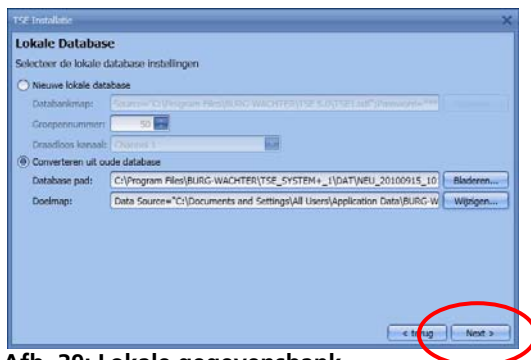 TSE Installatie
Lokale Database
Selecteer de lokale database instellingen
Nieuwe lokale database
Databankmap:
Groepennummer: 50
Draadloos kanaal: Channel 1
Converteren uit oude database
Database pad: C:\Program Files\BURG-WACHTER\TSE_SYSTEM+_1\DAT\NEU_20100915_10 Bladeren...
Doelmap: Data Source="C:\Documents and Settings\All Users\Application Data\BURG-W Wijzigen...
< terug Next >
Afb. 39: Lokale gegevensbank